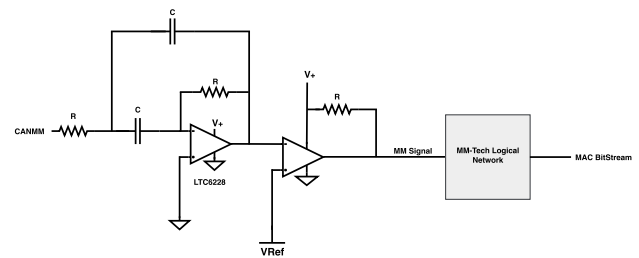 C
R
V+
R
R
C
CANMM
V+
MM Signal
MM-Tech Logical
Network
MAC BitStream
LTC6228
VRef